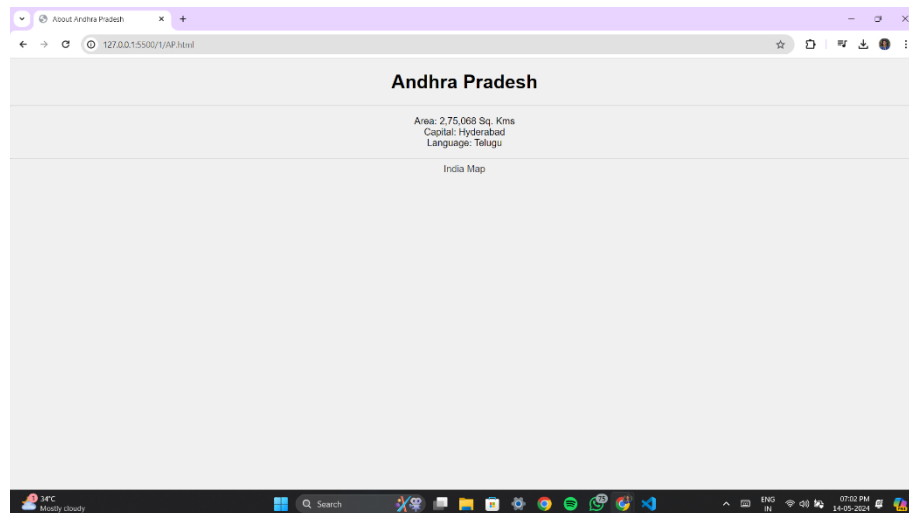 About Andhra Pradesh
127.0.0.1:5500/1/AP.html
Andhra Pradesh
Area: 2,75,068 Sq. Kms
Capital: Hyderabad
Language: Telugu
India Map
34°C
Mostly cloudy
Search
75
ENG
IN
07:02 PM
14-05-2024